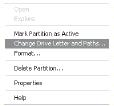 Open
Explore
Mark Partition as Active
Change Drive Letter and Paths...
Format...
Delete Partition...
Properties
Help